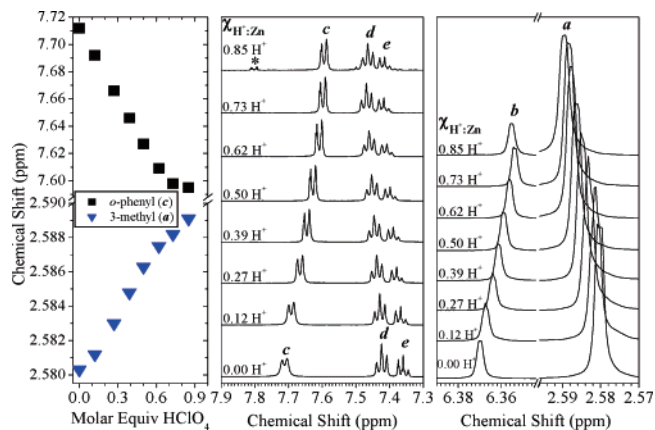 7.72
7.70
7.68
7.66
7.64
7.62
7.60
2.590
2.588
2.586
2.584
2.582
2.580
Chemical Shift (ppm)
o-phenyl (c)
3-methyl (a)
0.0 0.3 0.6 0.9
Molar Equiv HClO4
χH+:Zn
c
d
e
0.85 H+
*
0.73 H+
0.62 H+
0.50 H+
0.39 H+
0.27 H+
0.12 H+
0.00 H+
c
d
e
7.8 7.7 7.6 7.5 7.4 7.3
Chemical Shift (ppm)
a
b
χH+:Zn
0.85 H+
0.73 H+
0.62 H+
0.50 H+
0.39 H+
0.27 H+
0.12 H+
0.00 H+
6.38 6.36 2.59 2.58 2.57
Chemical Shift (ppm)